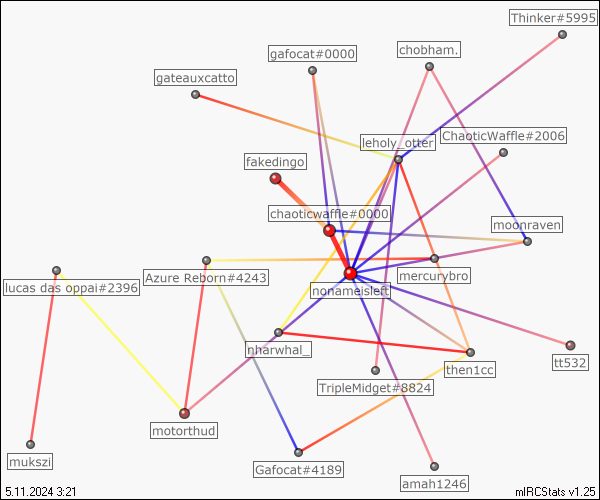 Thinker#5995
gafocat#0000
chobham.
gateauxcatto
ChaoticWaffle#2006
leholy_otter
fakedingo
chaoticwaffle#0000
moonraven
Azure Reborn#4243
mercurybro
lucas das oppai#2396
nonameisleft
nharwhal_
then1cc
tt532
TripleMidget#8824
motorthud
mukszi
Gafocat#4189
amah1246
5.11.2024 3:21
mIRCStats v1.25